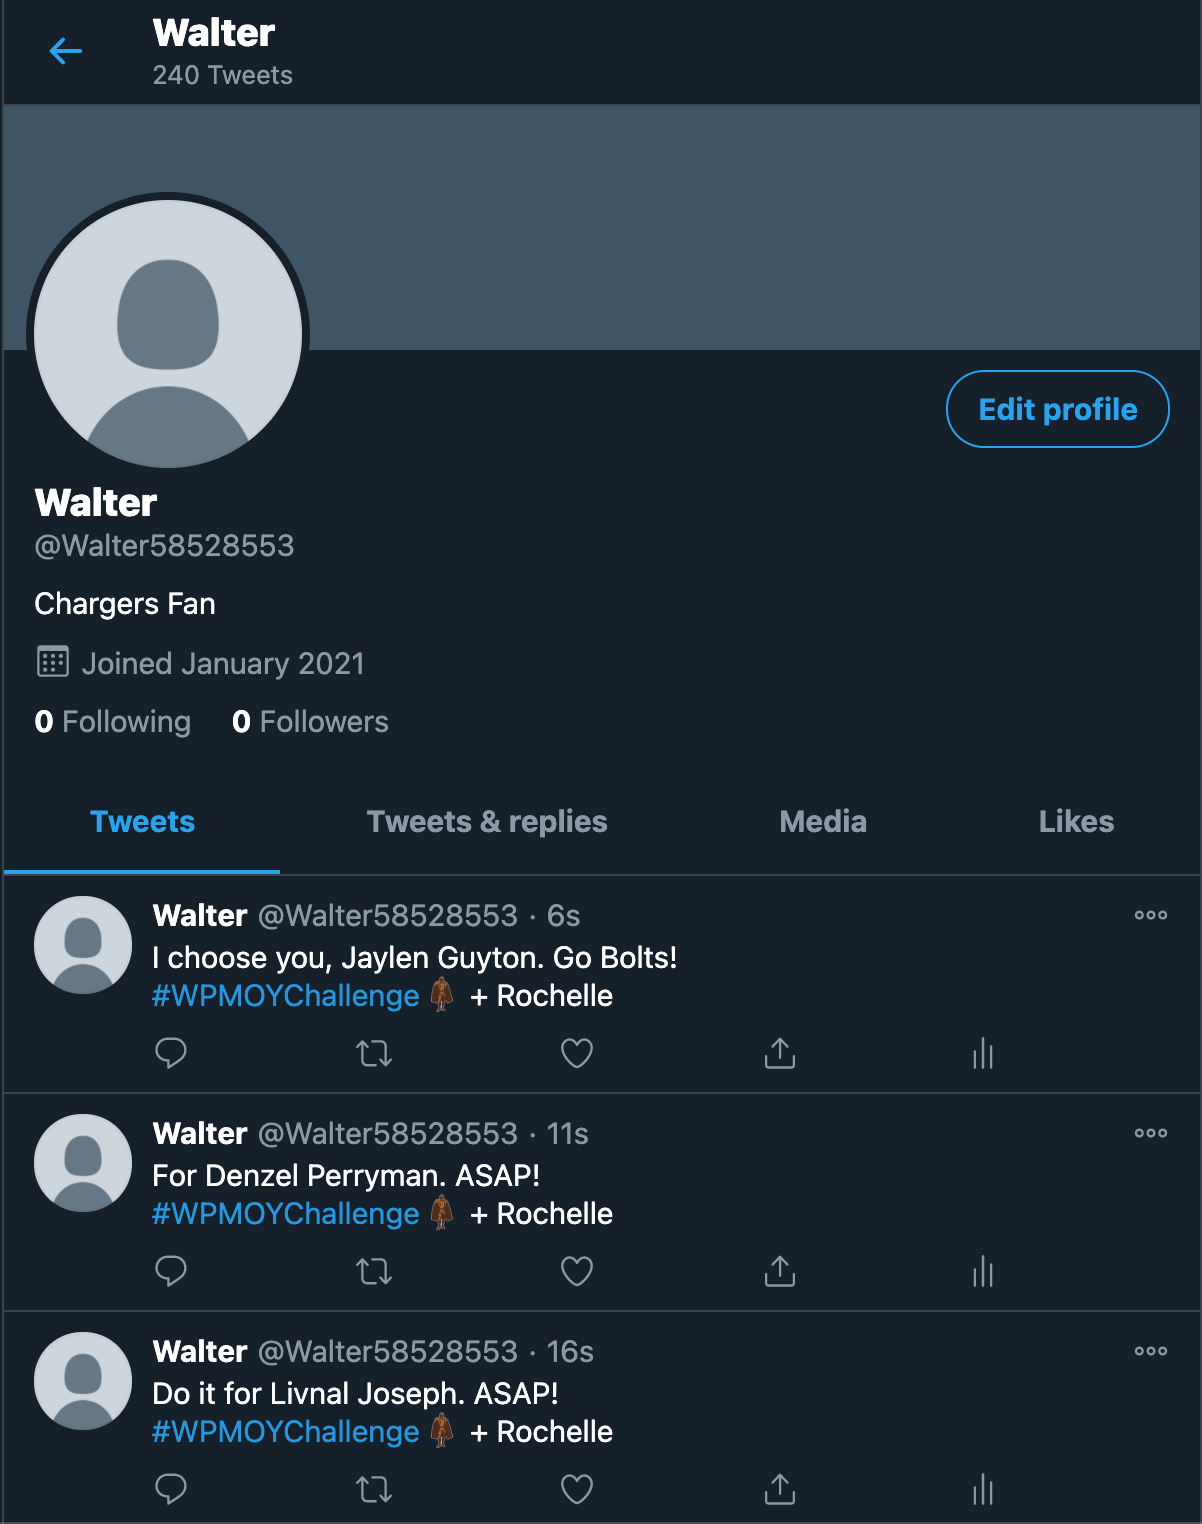 Walter
240 Tweets
Edit profile
Walter
@Walter58528553
Chargers Fan
Joined January 2021
0 Following 0 Followers
Tweets Tweets & replies Media Likes
Walter @Walter58528553 · 6s
I choose you, Jaylen Guyton. Go Bolts!
#WPMOYChallenge + Rochelle
Walter @Walter58528553 · 11s
For Denzel Perryman. ASAP!
#WPMOYChallenge + Rochelle
Walter @Walter58528553 · 16s
Do it for Livnal Joseph. ASAP!
#WPMOYChallenge + Rochelle